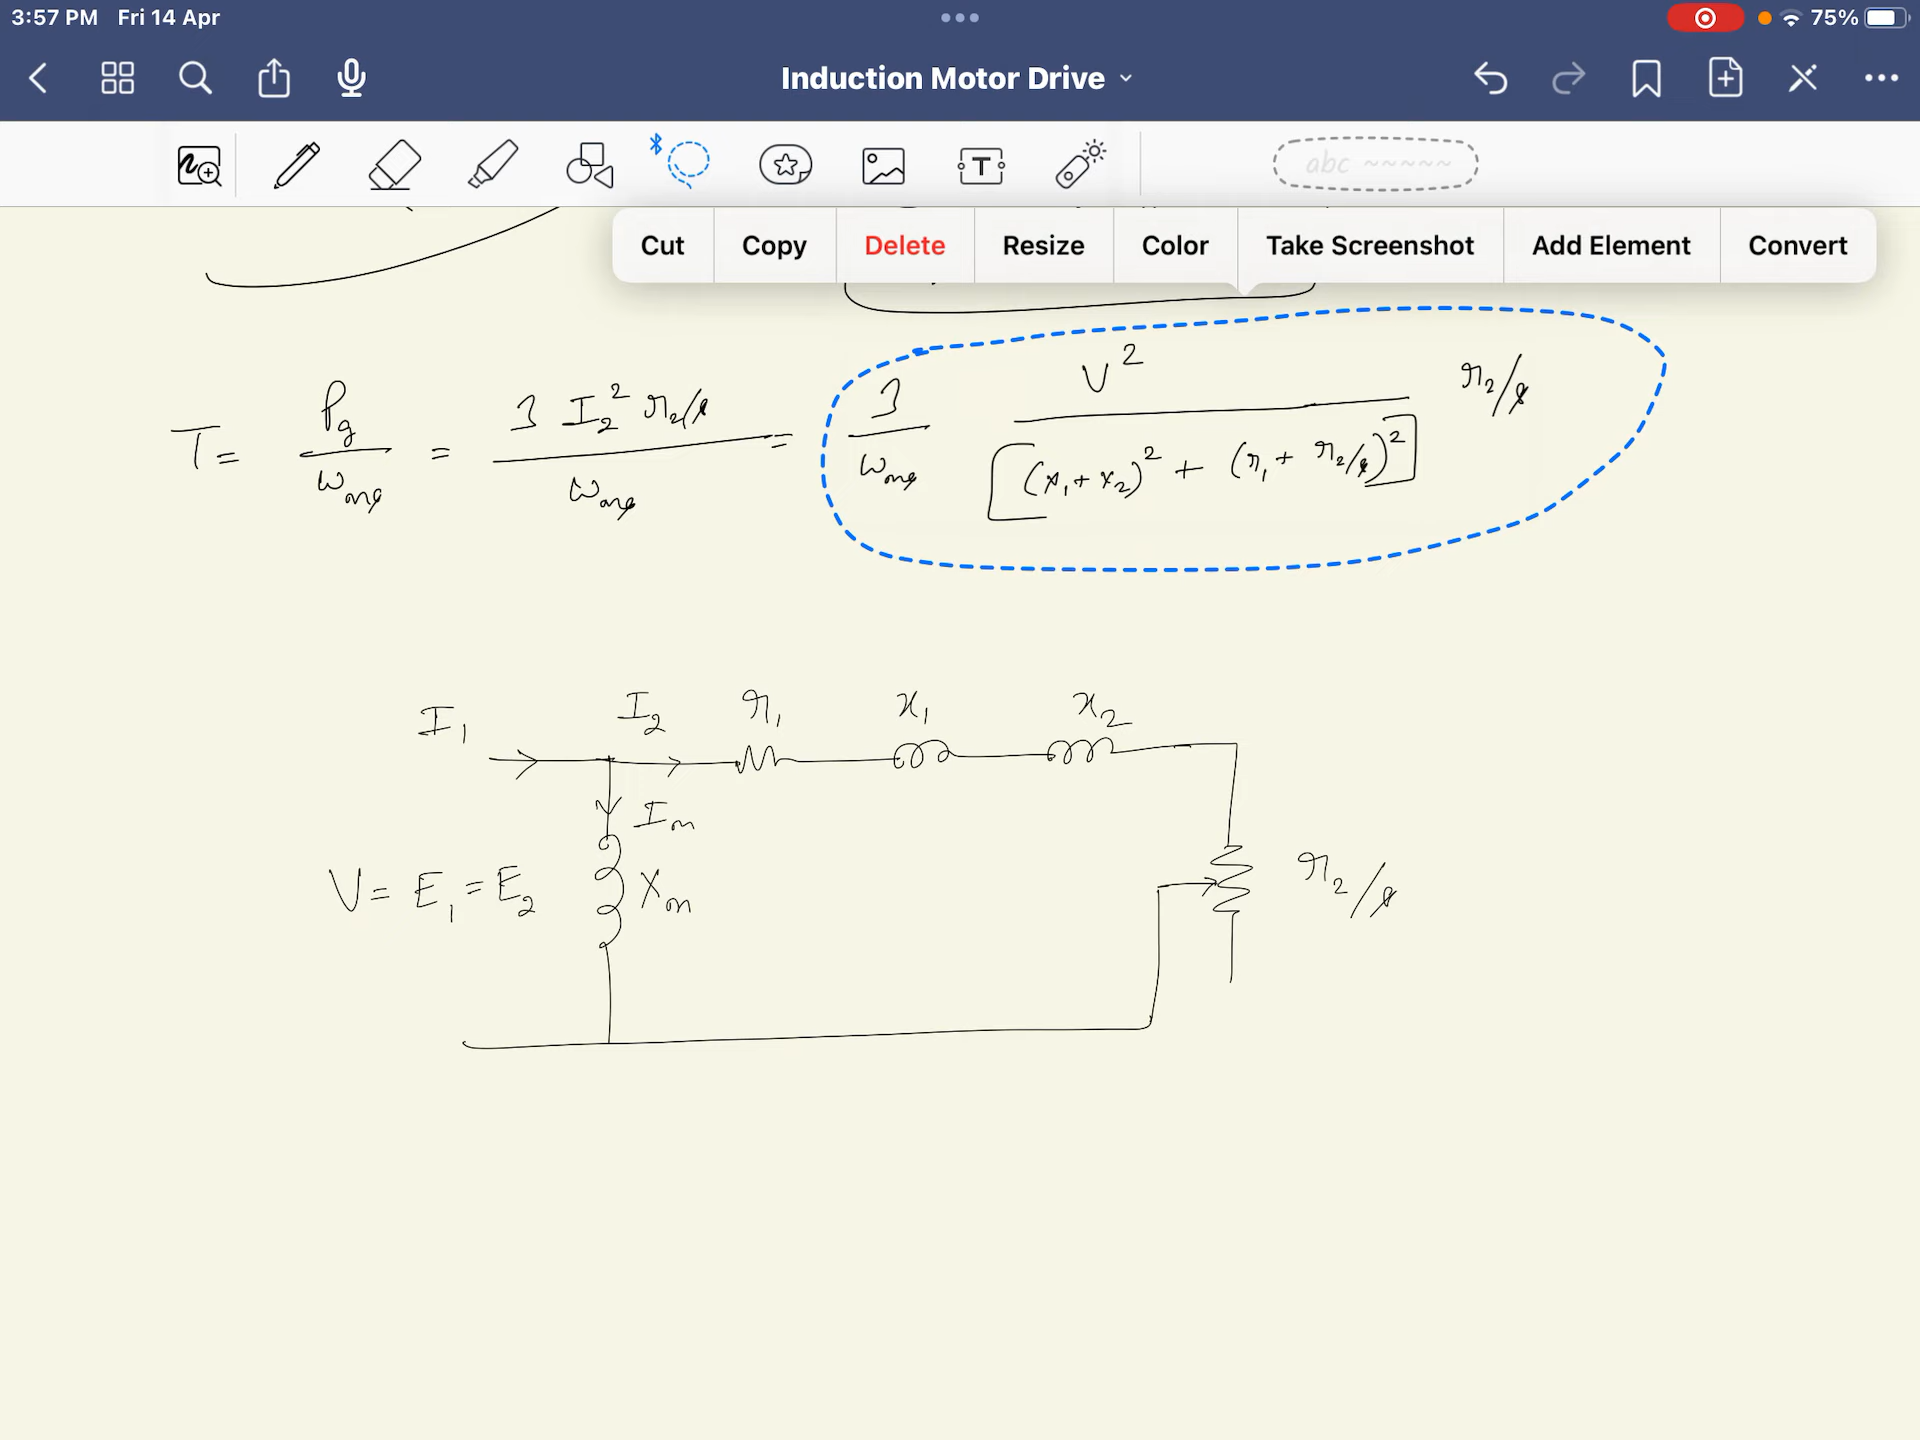 3:57 PM Fri 14 Apr
75%
Induction Motor Drive
T
abc
Cut Copy Delete Resize Color Take Screenshot Add Element Convert
T = Pg/ωms = 3 I₂² r₂/s / ωms = 3/ωms V² / [(x₁ + x₂)² + (r₁ + r₂/s)²] r₂/s
I₁ I₂ r₁ x₁ x₂
Im
V = E₁ = E₂ Xm r₂/s